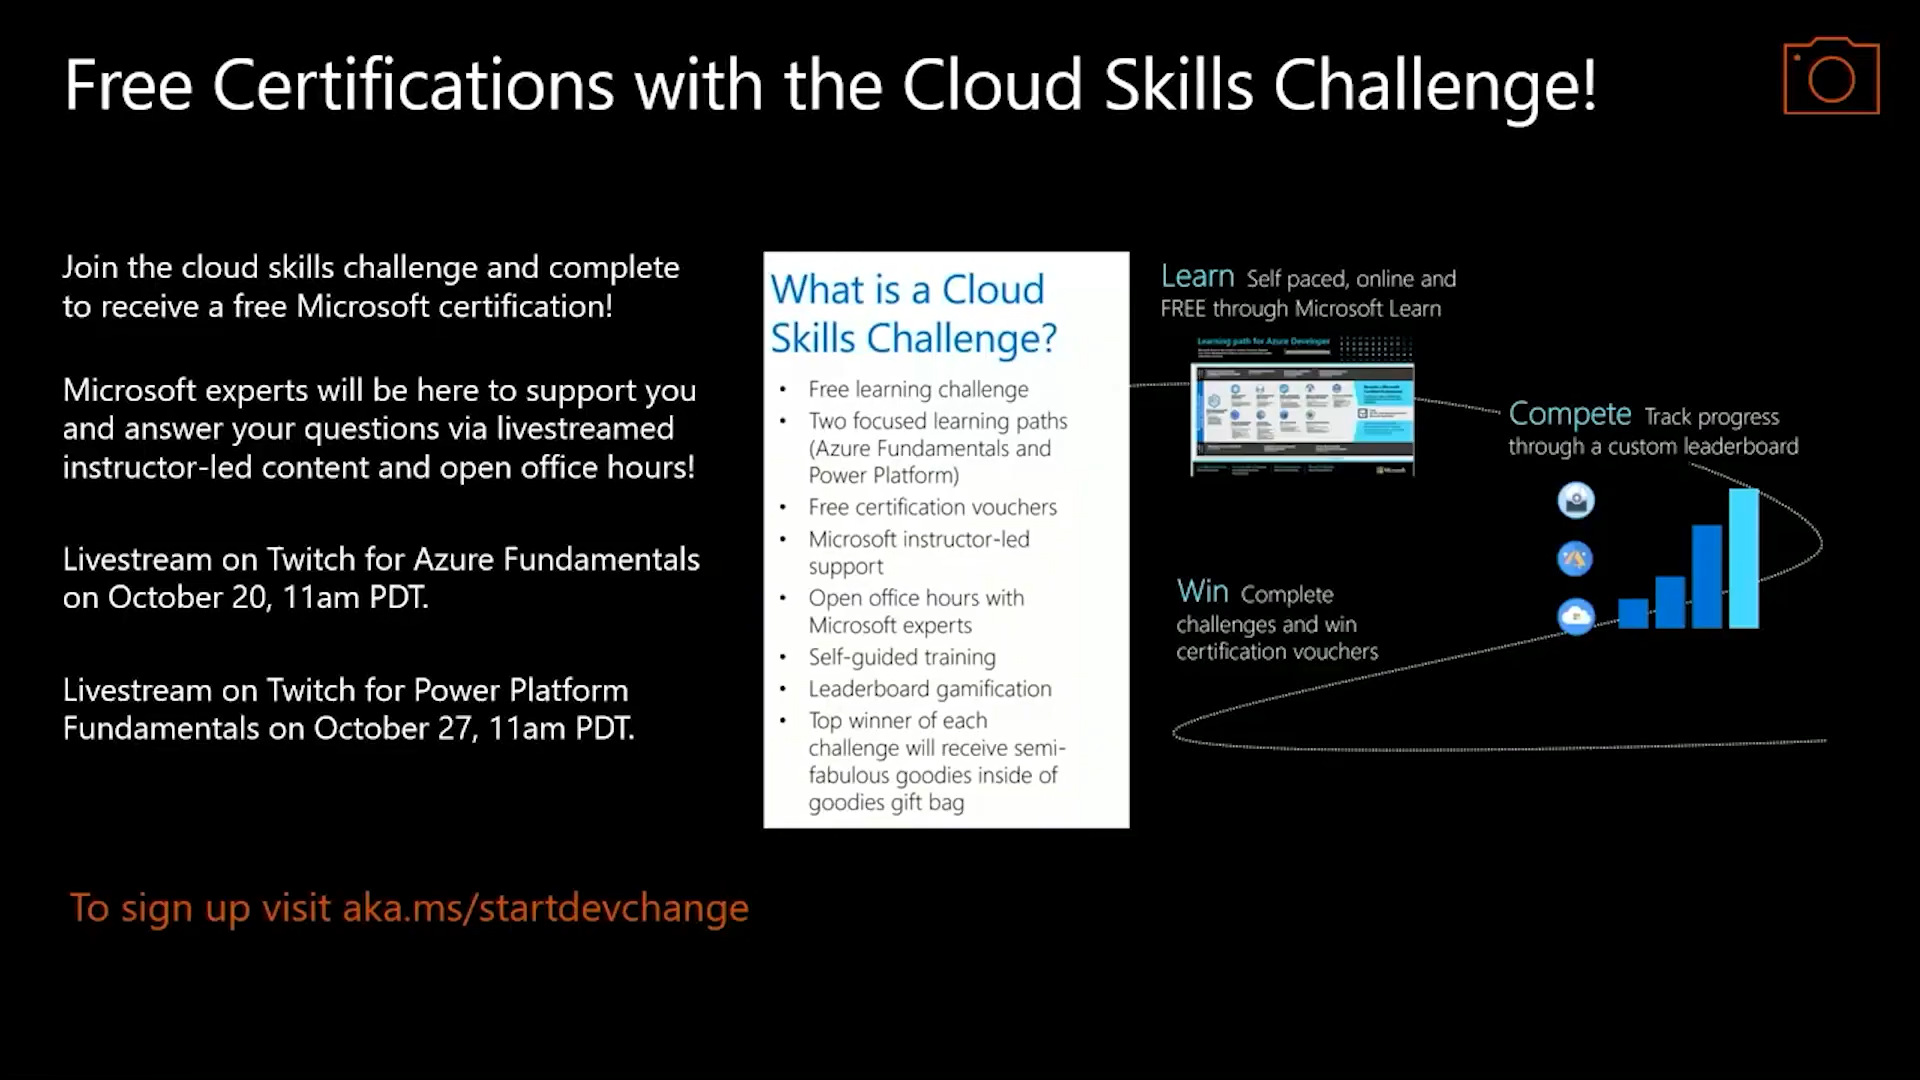 Free Certifications with the Cloud Skills Challenge!
Join the cloud skills challenge and complete
to receive a free Microsoft certification!
Microsoft experts will be here to support you
and answer your questions via livestreamed
instructor-led content and open office hours!
Livestream on Twitch for Azure Fundamentals
on October 20, 11am PDT.
Livestream on Twitch for Power Platform
Fundamentals on October 27, 11am PDT.
To sign up visit aka.ms/startdevchange
What is a Cloud
Skills Challenge?
• Free learning challenge
• Two focused learning paths
(Azure Fundamentals and
Power Platform)
• Free certification vouchers
• Microsoft instructor-led
support
• Open office hours with
Microsoft experts
• Self-guided training
• Leaderboard gamification
• Top winner of each
challenge will receive semi-
fabulous goodies inside of
goodies gift bag
Learn Self paced, online and
FREE through Microsoft Learn
Learning path for Azure Developer
Microsoft
Compete Track progress
through a custom leaderboard
Win Complete
challenges and win
certification vouchers